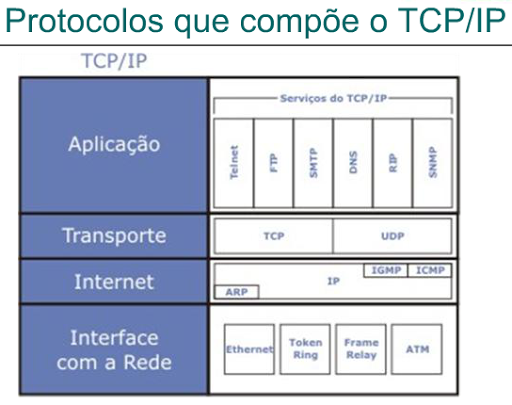 Protocolos que compõe o TCP/IP
TCP/IP
Aplicação
Serviços do TCP/IP
Telnet
FTP
SMTP
DNS
RIP
SNMP
Transporte
TCP
UDP
Internet
IGMP
ICMP
IP
ARP
Interface
com a Rede
Ethernet
Token
Ring
Frame
Relay
ATM